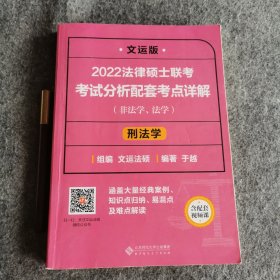 文运版
2022法律硕士联考
考试分析配套考点详解
(非法学、法学)
刑法学
组编 文运法硕 | 编著 于越
涵盖大量经典案例、
知识点归纳、易混点
及难点解读
含配套
视频课